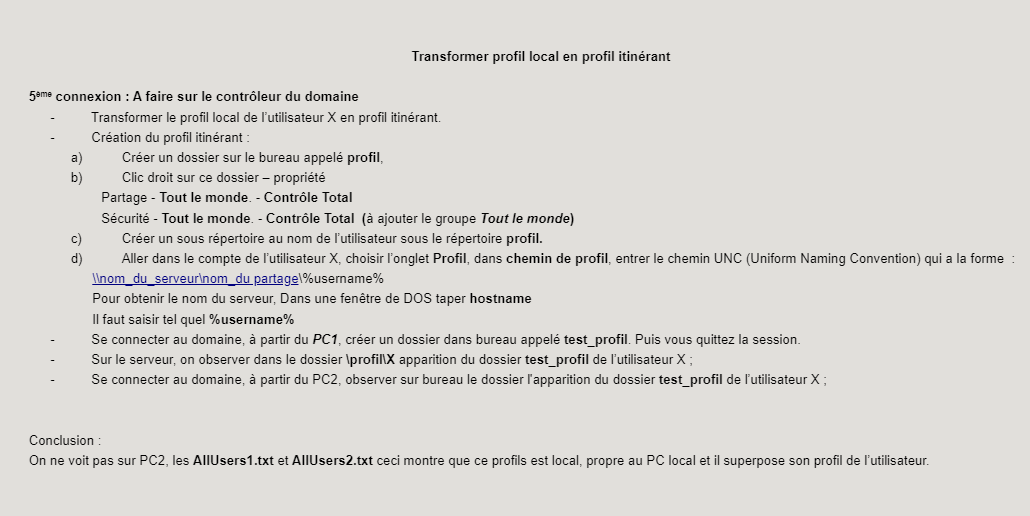 Transformer profil local en profil itinérant
5ème connexion : A faire sur le contrôleur du domaine
- Transformer le profil local de l'utilisateur X en profil itinérant.
- Création du profil itinérant :
a) Créer un dossier sur le bureau appelé profil,
b) Clic droit sur ce dossier – propriété
Partage - Tout le monde. - Contrôle Total
Sécurité - Tout le monde. - Contrôle Total (à ajouter le groupe Tout le monde)
c) Créer un sous répertoire au nom de l'utilisateur sous le répertoire profil.
d) Aller dans le compte de l'utilisateur X, choisir l'onglet Profil, dans chemin de profil, entrer le chemin UNC (Uniform Naming Convention) qui a la forme :
\\nom_du_serveur\nom_du partage\%username%
Pour obtenir le nom du serveur, Dans une fenêtre de DOS taper hostname
Il faut saisir tel quel %username%
- Se connecter au domaine, à partir du PC1, créer un dossier dans bureau appelé test_profil. Puis vous quittez la session.
- Sur le serveur, on observer dans le dossier \profil\X apparition du dossier test_profil de l'utilisateur X ;
- Se connecter au domaine, à partir du PC2, observer sur bureau le dossier l'apparition du dossier test_profil de l'utilisateur X ;
Conclusion :
On ne voit pas sur PC2, les AllUsers1.txt et AllUsers2.txt ceci montre que ce profils est local, propre au PC local et il superpose son profil de l'utilisateur.